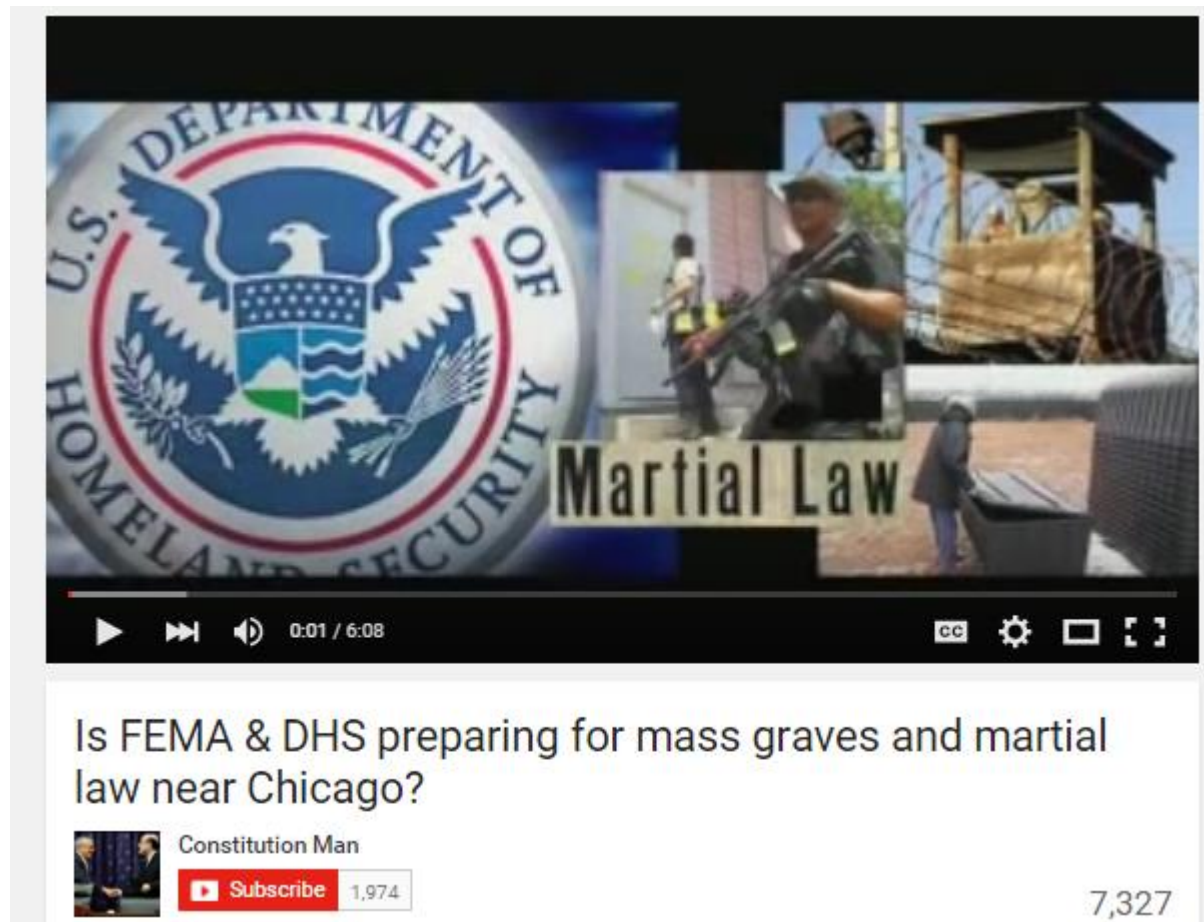 U.S. DEPARTMENT OF
HOMELAND SECURITY
Martial Law
0:01 / 6:08
CC
Is FEMA & DHS preparing for mass graves and martial
law near Chicago?
Constitution Man
Subscribe 1,974
7,327